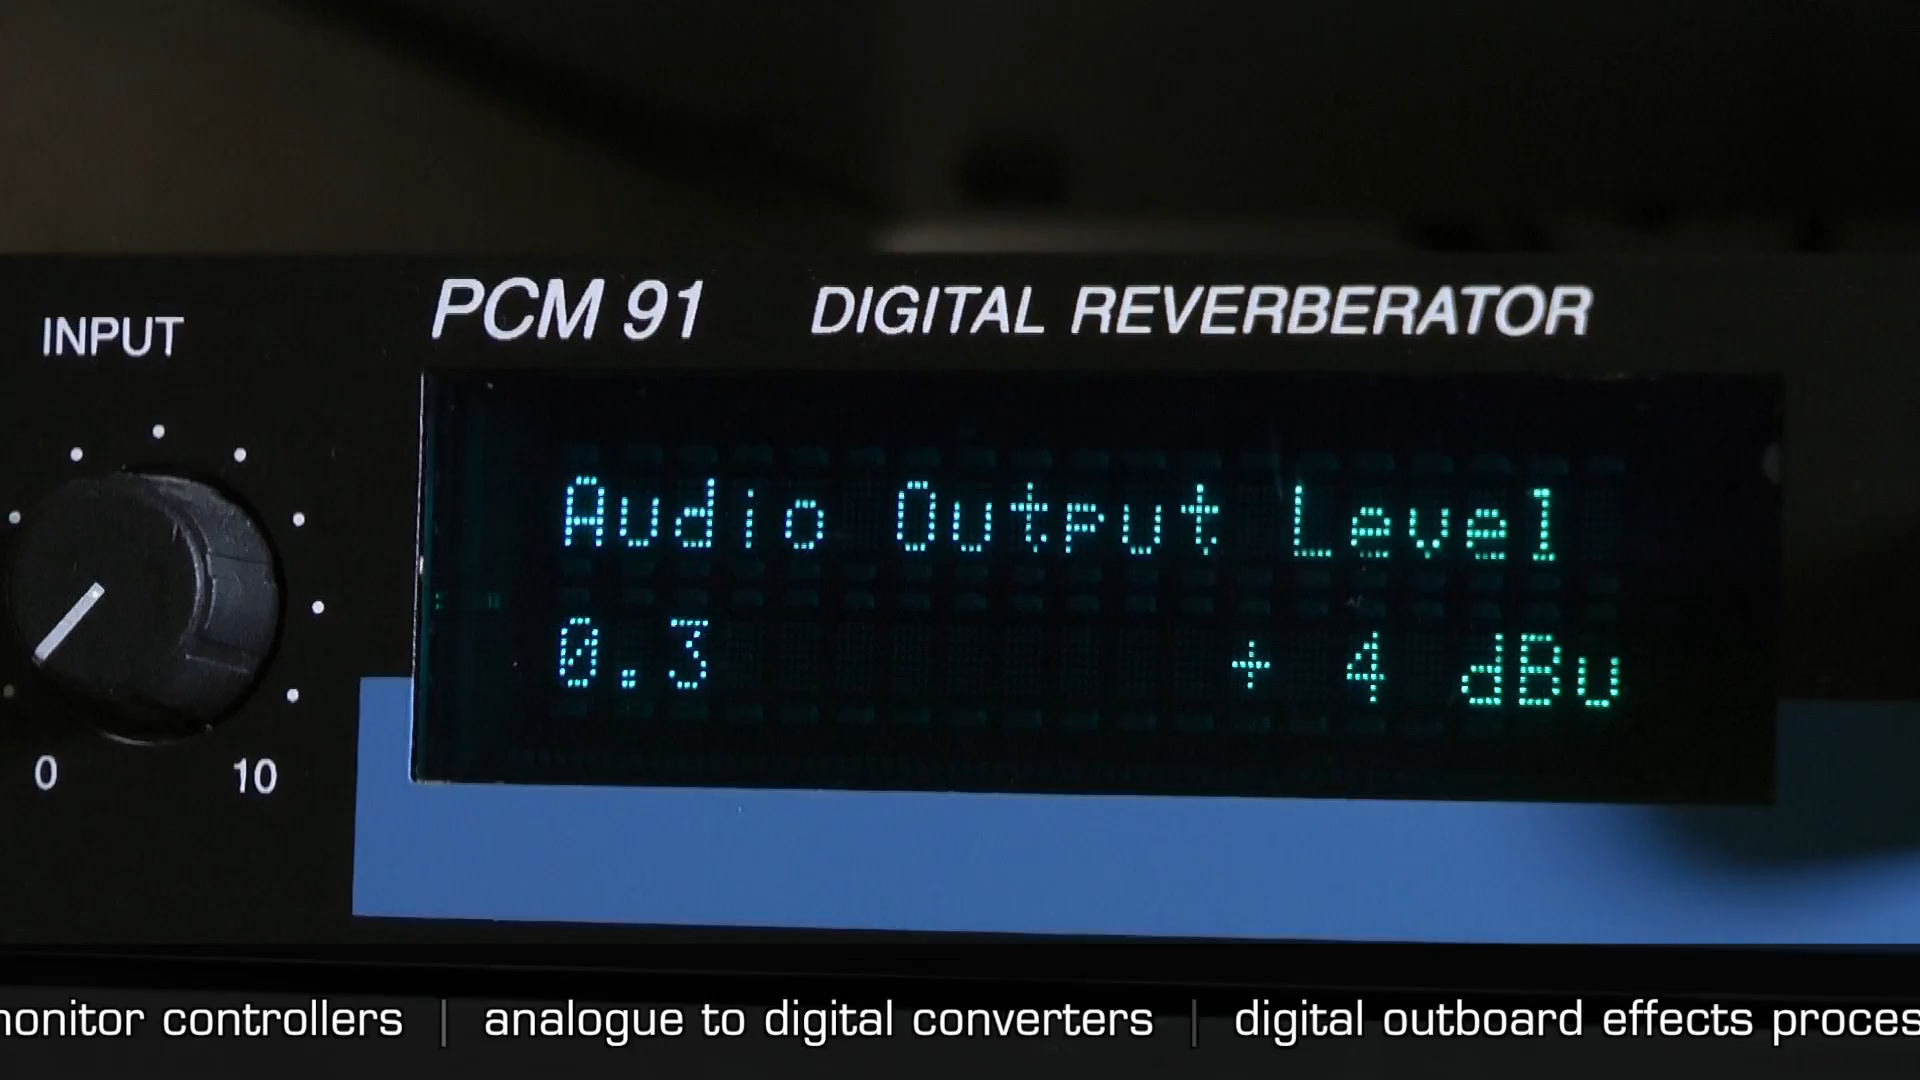 INPUT
PCM 91 DIGITAL REVERBERATOR
Audio Output Level
0.3 + 4 dBu
0 10
monitor controllers | analogue to digital converters | digital outboard effects proces